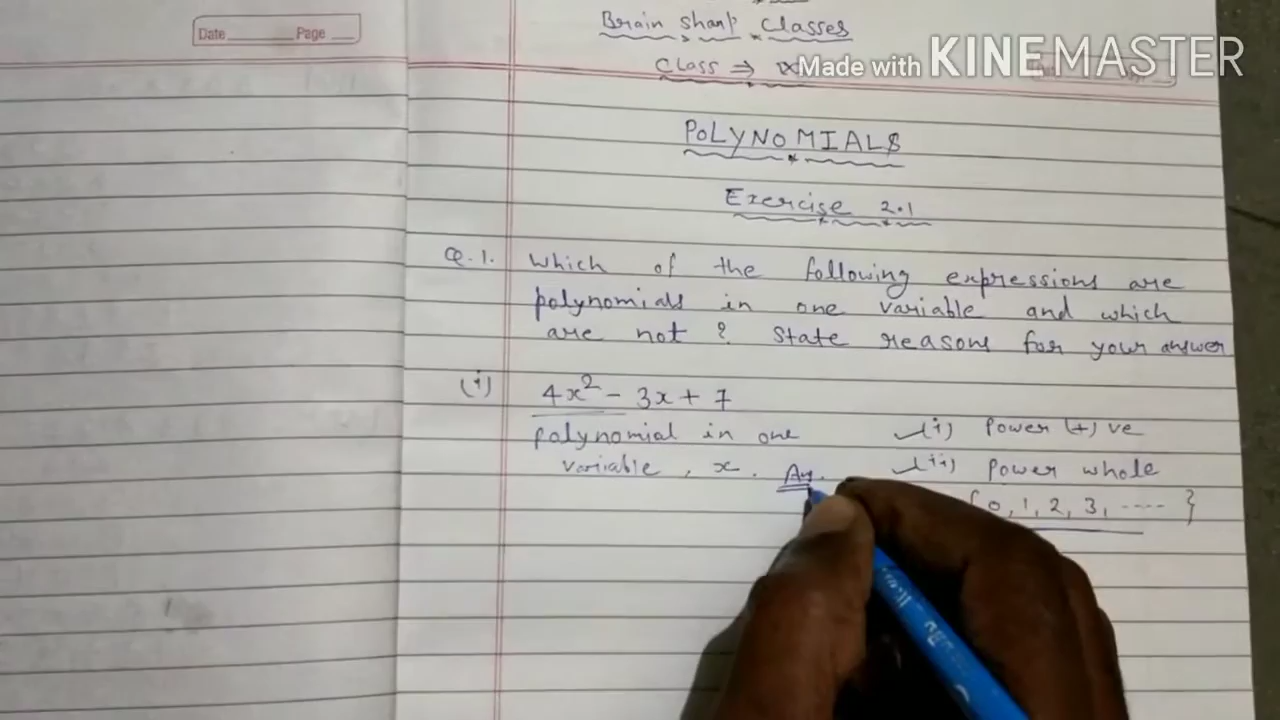 Brain Sharp Classes
Date Page
Class ⇒
Made with KINEMASTER
POLYNOMIALS
Exercise 2.1
Q.1. Which of the following expressions are
polynomials in one variable and which
are not ? State reasons for your answer
(i) 4x² - 3x + 7
polynomial in one
variable, x. Ans.
(i) Power (+)ve
(ii) Power whole
{0, 1, 2, 3, ---- }